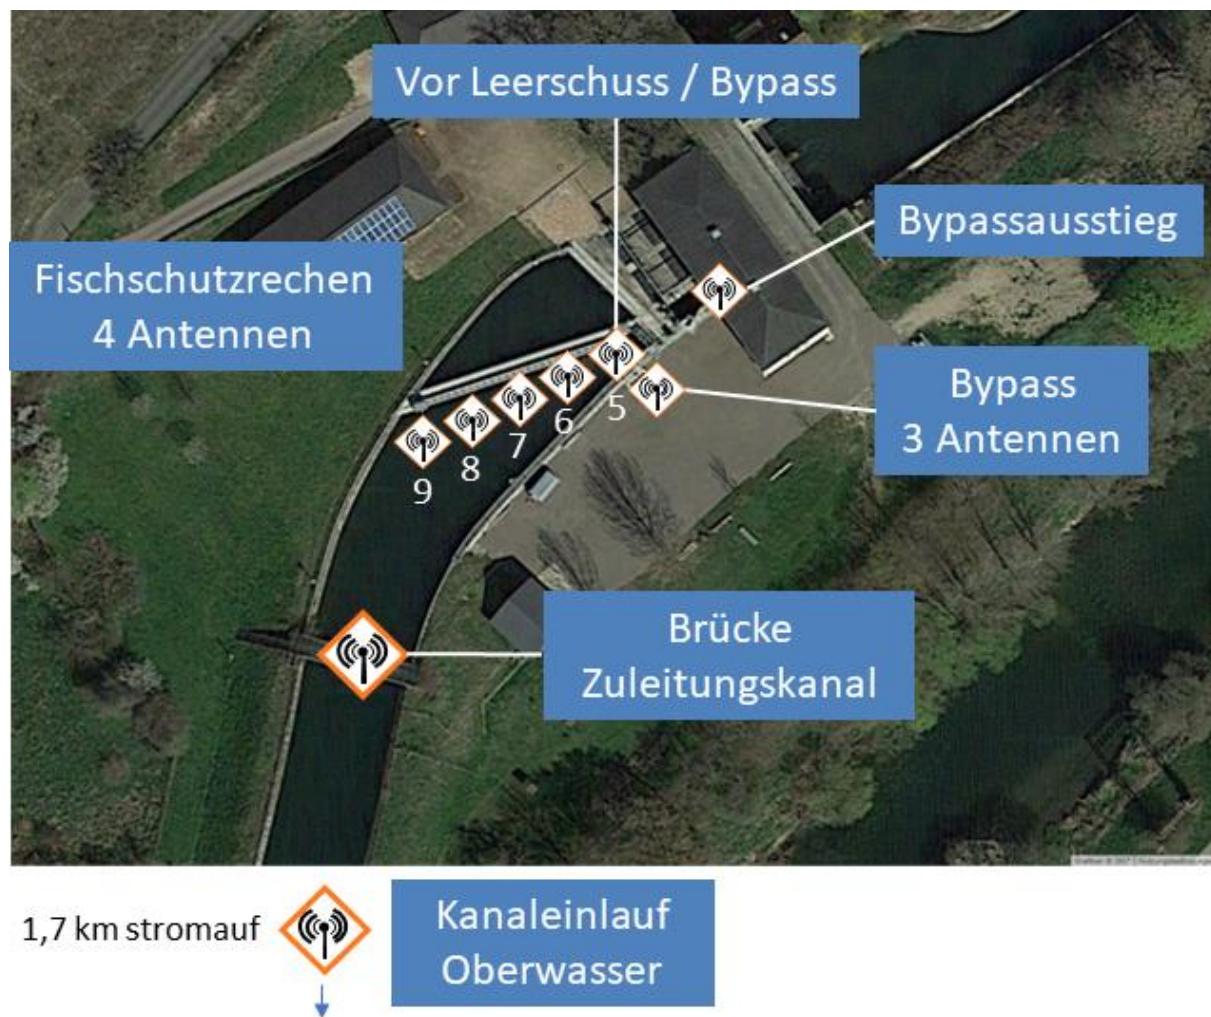 Vor Leerschuss / Bypass
Bypassausstieg
Fischschutzrechen
4 Antennen
Bypass
3 Antennen
5
6
7
8
9
Brücke
Zuleitungskanal
1,7 km stromauf
Kanaleinlauf
Oberwasser